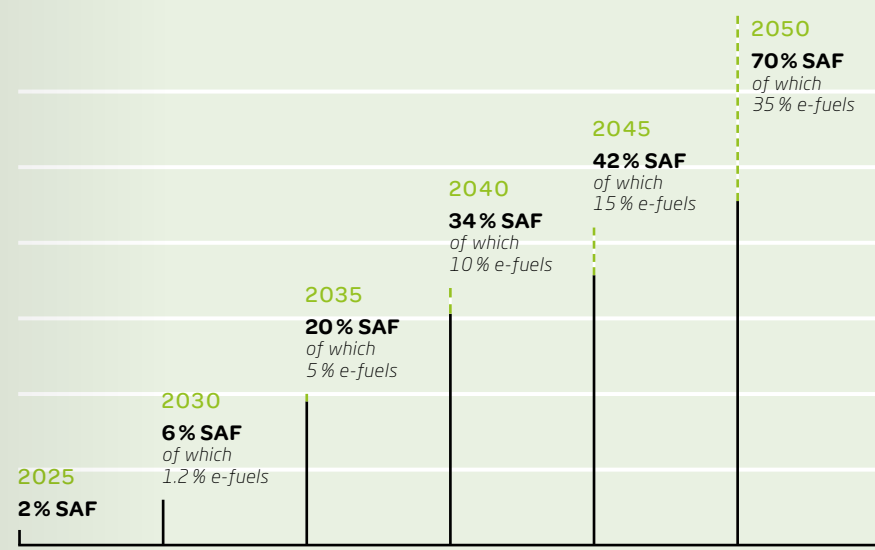 2025
2% SAF
2030
6% SAF
of which
1.2% e-fuels
2035
20% SAF
of which
5% e-fuels
2040
34% SAF
of which
10% e-fuels
2045
42% SAF
of which
15% e-fuels
2050
70% SAF
of which
35% e-fuels